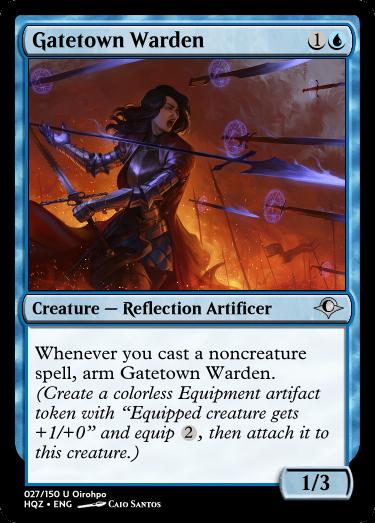 Gatetown Warden 1
Creature — Reflection Artificer
Whenever you cast a noncreature
spell, arm Gatetown Warden.
(Create a colorless Equipment artifact
token with “Equipped creature gets
+1/+0” and equip 2, then attach it to
this creature.)
1/3
027/150 U Oirohpo
HQZ • ENG Caio Santos